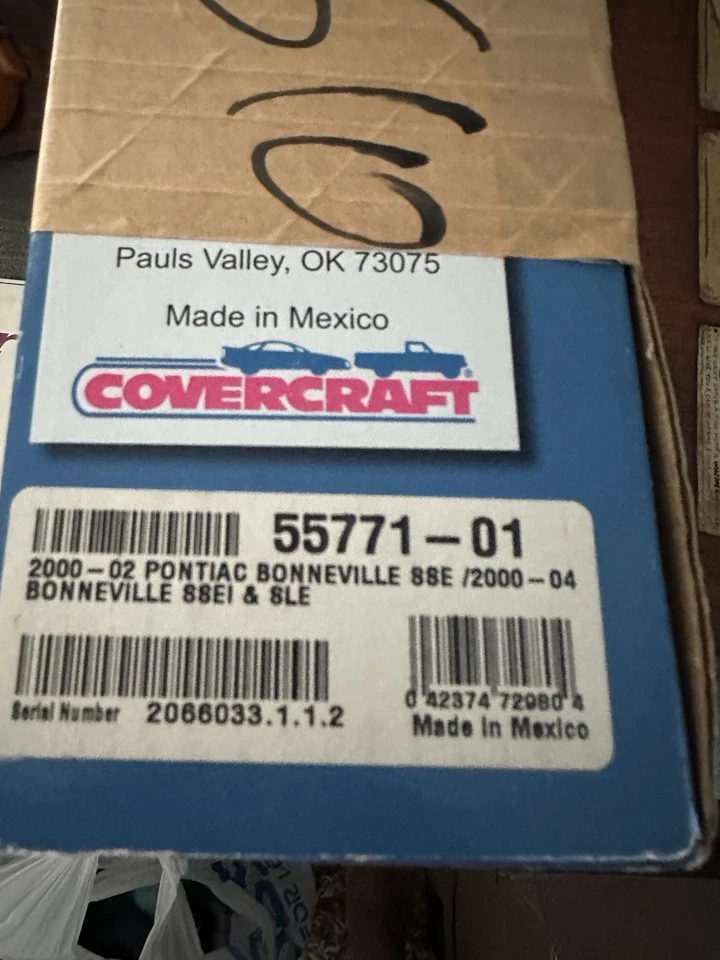 Pauls Valley, OK 73075
Made in Mexico
COVERCRAFT®
55771-01
2000-02 PONTIAC BONNEVILLE SSE /2000-04
BONNEVILLE SSEI & SLE
Serial Number 2066033.1.1.2
0 42374 72980 4
Made in Mexico